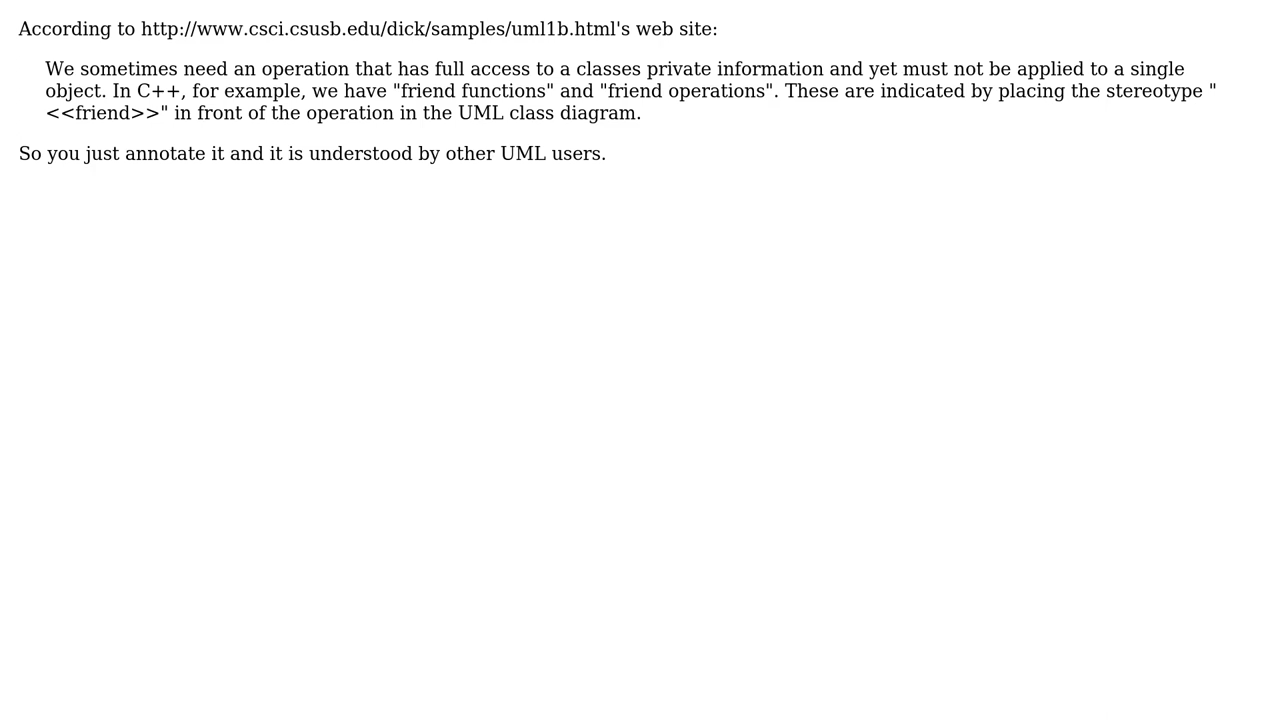 According to http://www.csci.csusb.edu/dick/samples/uml1b.html's web site:
We sometimes need an operation that has full access to a classes private information and yet must not be applied to a single
object. In C++, for example, we have "friend functions" and "friend operations". These are indicated by placing the stereotype "
<<friend>>" in front of the operation in the UML class diagram.
So you just annotate it and it is understood by other UML users.